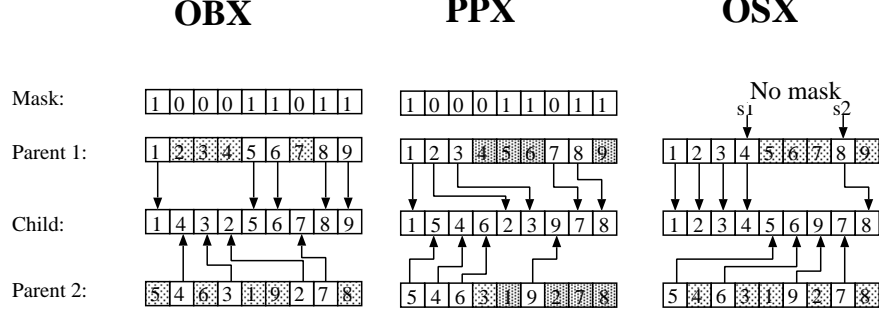 OBX PPX OSX
No mask
Mask: 1 0 0 0 1 1 0 1 1 1 0 0 0 1 1 0 1 1
s1 s2
Parent 1: 1 2 3 4 5 6 7 8 9 1 2 3 4 5 6 7 8 9 1 2 3 4 5 6 7 8 9
Child: 1 4 3 2 5 6 7 8 9 1 5 4 6 2 3 9 7 8 1 2 3 4 5 6 9 7 8
Parent 2: 5 4 6 3 1 9 2 7 8 5 4 6 3 1 9 2 7 8 5 4 6 3 1 9 2 7 8